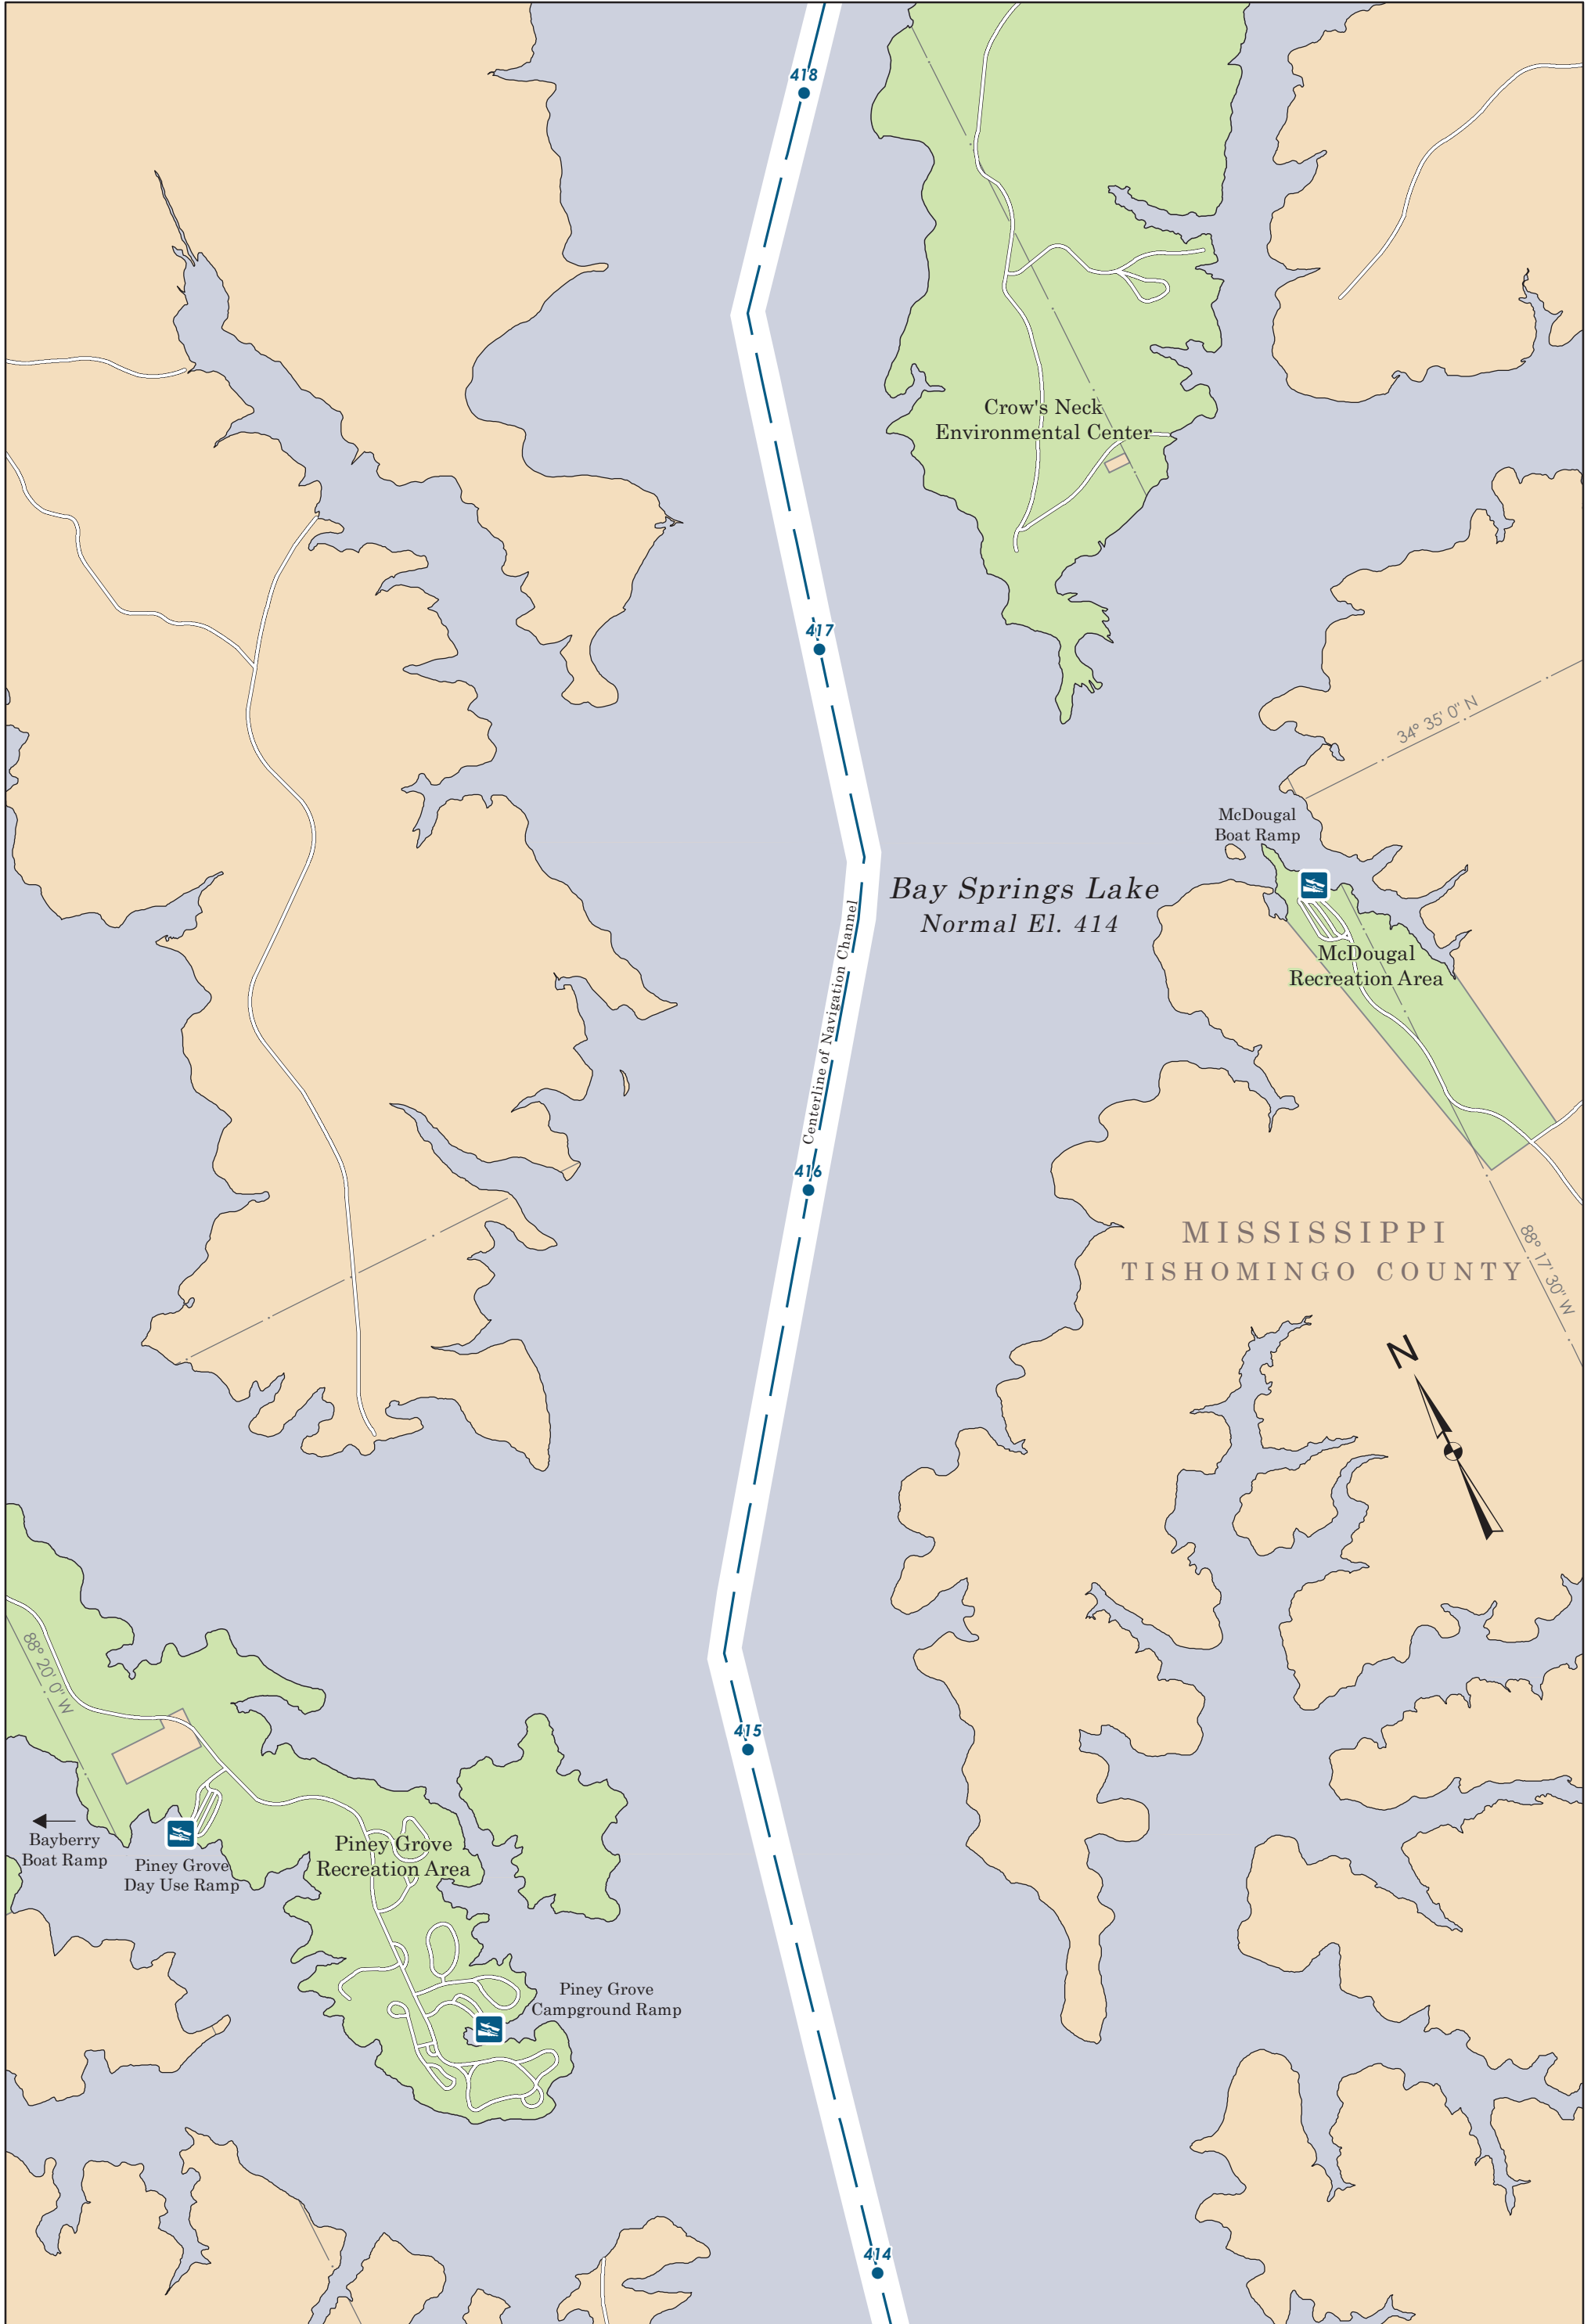 418
Crow's Neck
Environmental Center
417
34° 35' 0" N
McDougal
Boat Ramp
Bay Springs Lake
Normal El. 414
McDougal
Recreation Area
Centerline of Navigation Channel
416
MISSISSIPPI
TISHOMINGO COUNTY
88° 17' 30" W
N
88° 20' 0" W
415
Bayberry
Boat Ramp
Piney Grove
Day Use Ramp
Piney Grove
Recreation Area
Piney Grove
Campground Ramp
414